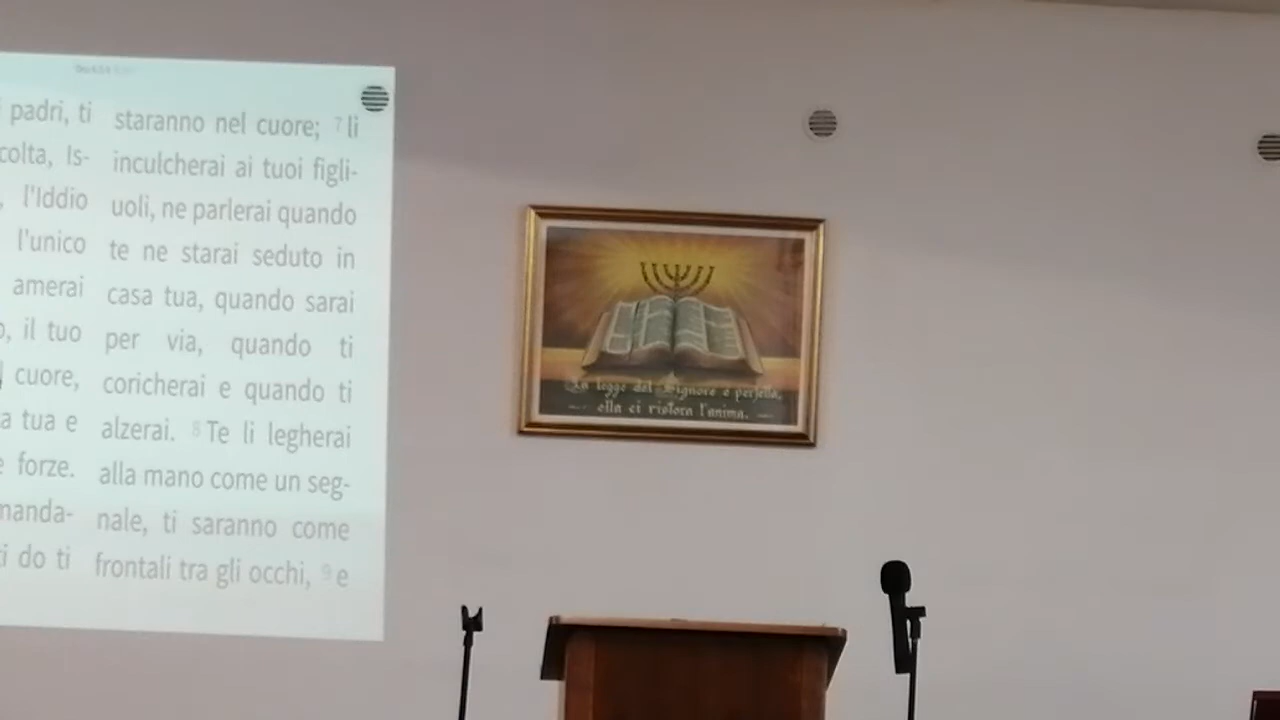 padri, ti
colta, Is-
l'Iddio
l'unico
amerai
il tuo
cuore,
a tua e
forze.
manda-
do ti
staranno nel cuore; 7 li
inculcherai ai tuoi figli-
uoli, ne parlerai quando
te ne starai seduto in
casa tua, quando sarai
per via, quando ti
coricherai e quando ti
alzerai. 8 Te li legherai
alla mano come un seg-
nale, ti saranno come
frontali tra gli occhi, 9 e
La legge del Signore è perfetta,
ella ci ristora l'anima.